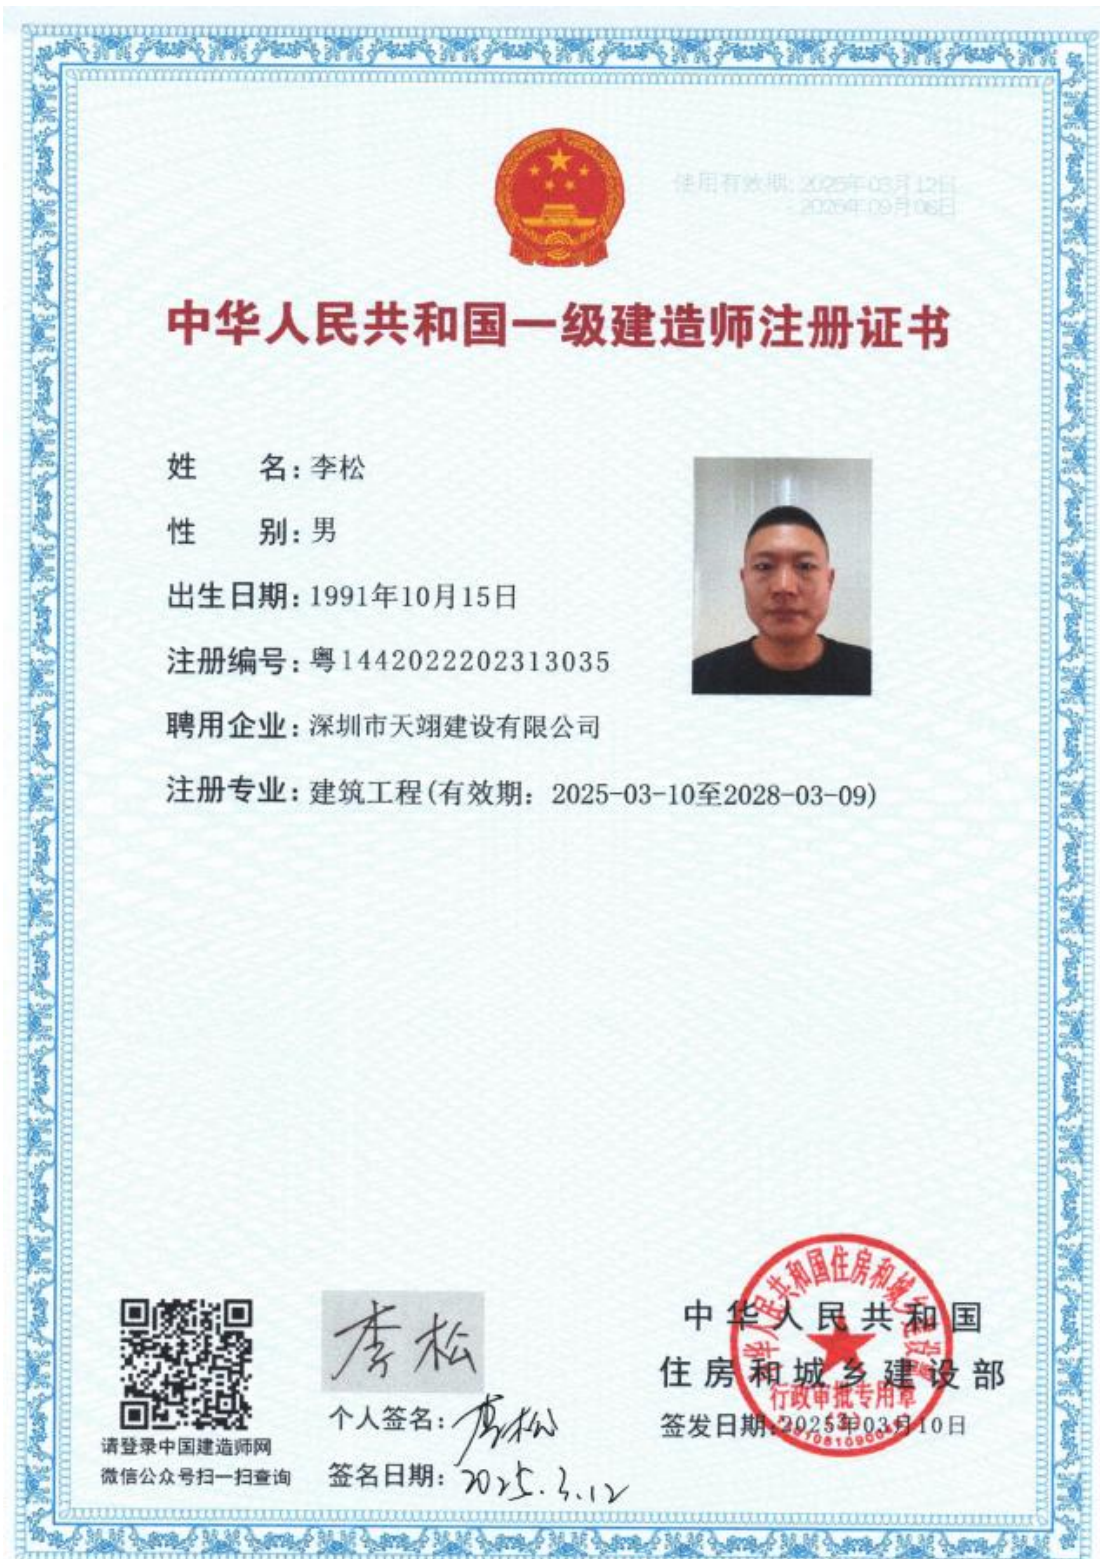 使用有效期: 2025年03月12日
- 2026年09月06日
中华人民共和国一级建造师注册证书
姓 名: 李松
性 别: 男
出生日期: 1991年10月15日
注册编号: 粤1442022202313035
聘用企业: 深圳市天翊建设有限公司
注册专业: 建筑工程(有效期: 2025-03-10至2028-03-09)
请登录中国建造师网
微信公众号扫一扫查询
李松
个人签名: 李松
签名日期: 2025.3.12
中华人民共和国
住房和城乡建设部
签发日期: 2025年03月10日
中华人民共和国住房和城乡建设部
行政审批专用章